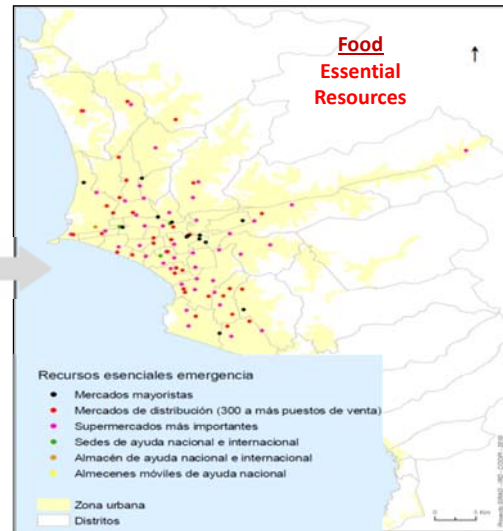 Food
Essential
Resources
Recursos esenciales emergencia
Mercados mayoristas
Mercados de distribución (300 a más puestos de venta)
Supermercados más importantes
Sedes de ayuda nacional e internacional
Almacén de ayuda nacional e internacional
Almecenes móviles de ayuda nacional
Zona urbana
Distritos